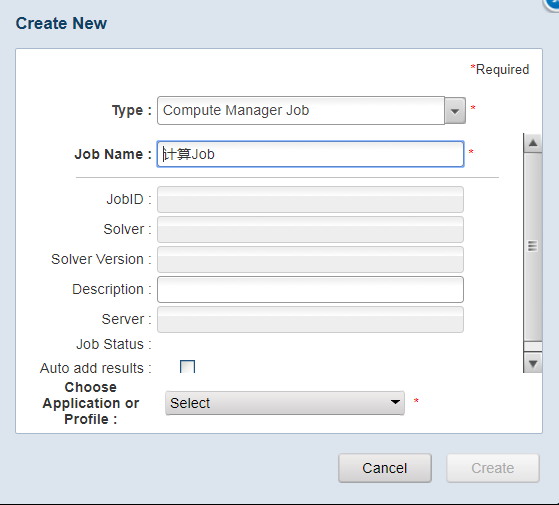 Create New
*Required
Type : Compute Manager Job *
Job Name : 计算Job *
JobID :
Solver :
Solver Version :
Description :
Server :
Job Status :
Auto add results :
Choose
Application or
Profile :
Select *
Cancel Create